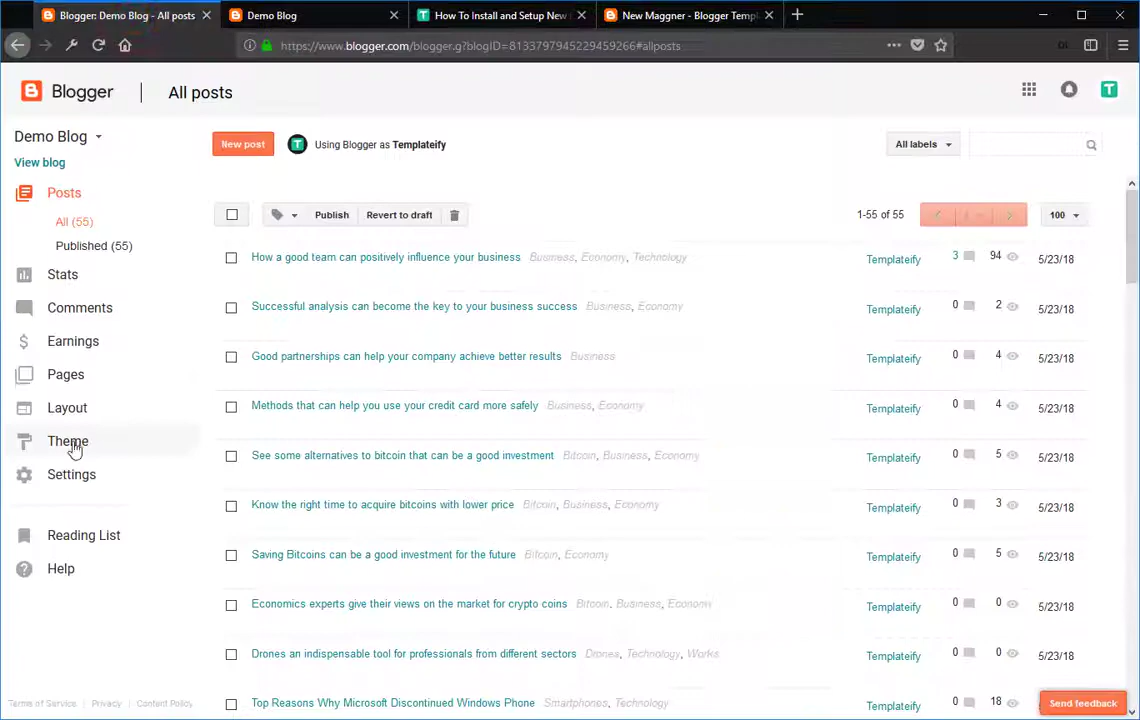 Blogger: Demo Blog - All posts
Demo Blog
How To Install and Setup New
New Maggner - Blogger Templ
https://www.blogger.com/blogger.g?blogID=8133797945229459266#allposts
Blogger
All posts
Demo Blog
View blog
Posts
All (55)
Published (55)
Stats
Comments
Earnings
Pages
Layout
Theme
Settings
Reading List
Help
Terms of Service
Privacy
Content Policy
New post
Using Blogger as Templateify
All labels
Publish
Revert to draft
1-55 of 55
100
How a good team can positively influence your business Business, Economy, Technology Templateify 3 94 5/23/18
Successful analysis can become the key to your business success Business, Economy Templateify 0 2 5/23/18
Good partnerships can help your company achieve better results Business Templateify 0 4 5/23/18
Methods that can help you use your credit card more safely Business, Economy Templateify 0 4 5/23/18
See some alternatives to bitcoin that can be a good investment Bitcoin, Business, Economy Templateify 0 5 5/23/18
Know the right time to acquire bitcoins with lower price Bitcoin, Business, Economy Templateify 0 3 5/23/18
Saving Bitcoins can be a good investment for the future Bitcoin, Economy Templateify 0 5 5/23/18
Economics experts give their views on the market for crypto coins Bitcoin, Business, Economy Templateify 0 0 5/23/18
Drones an indispensable tool for professionals from different sectors Drones, Technology, Works Templateify 0 0 5/23/18
Top Reasons Why Microsoft Discontinued Windows Phone Smartphones, Technology Templateify 0 18 5/23/18
Send feedback